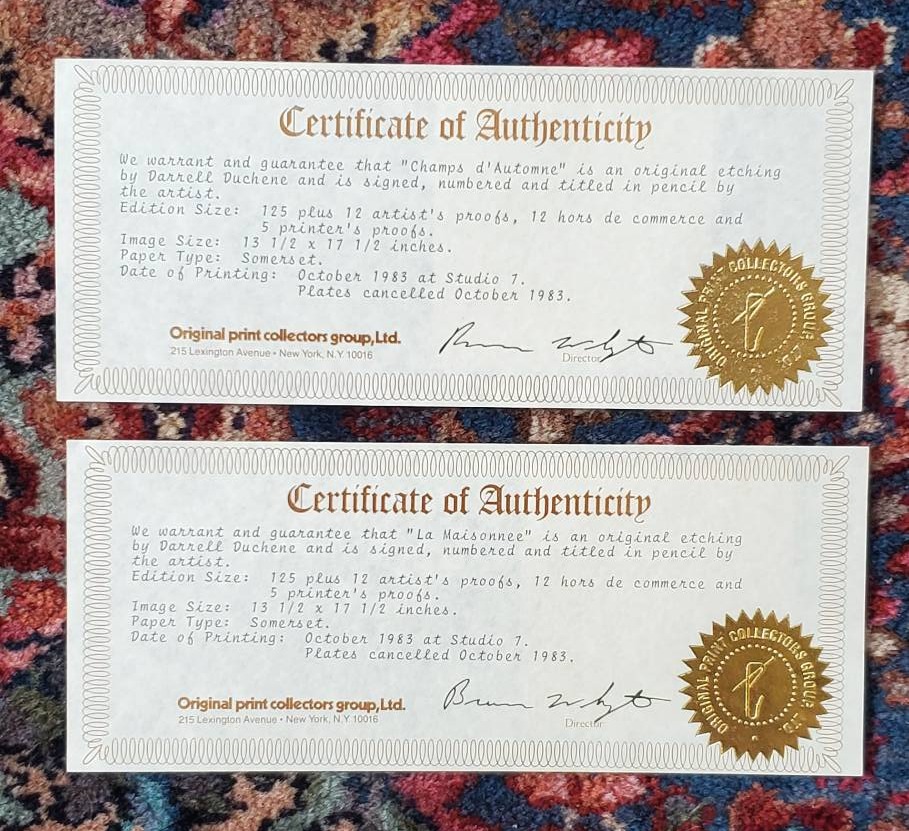 Certificate of Authenticity
We warrant and guarantee that "Champs d'Automne" is an original etching
by Darrell Duchene and is signed, numbered and titled in pencil by
the artist.
Edition Size: 125 plus 12 artist's proofs, 12 hors de commerce and
5 printer's proofs.
Image Size: 13 1/2 x 17 1/2 inches.
Paper Type: Somerset.
Date of Printing: October 1983 at Studio 7.
Plates cancelled October 1983.
Original print collectors group, Ltd.
215 Lexington Avenue • New York, N.Y. 10016
Director
ORIGINAL PRINT COLLECTORS GROUP LTD.
Certificate of Authenticity
We warrant and guarantee that "La Maisonnee" is an original etching
by Darrell Duchene and is signed, numbered and titled in pencil by
the artist.
Edition Size: 125 plus 12 artist's proofs, 12 hors de commerce and
5 printer's proofs.
Image Size: 13 1/2 x 17 1/2 inches.
Paper Type: Somerset.
Date of Printing: October 1983 at Studio 7.
Plates cancelled October 1983.
Original print collectors group, Ltd.
215 Lexington Avenue • New York, N.Y. 10016
Director
ORIGINAL PRINT COLLECTORS GROUP LTD.